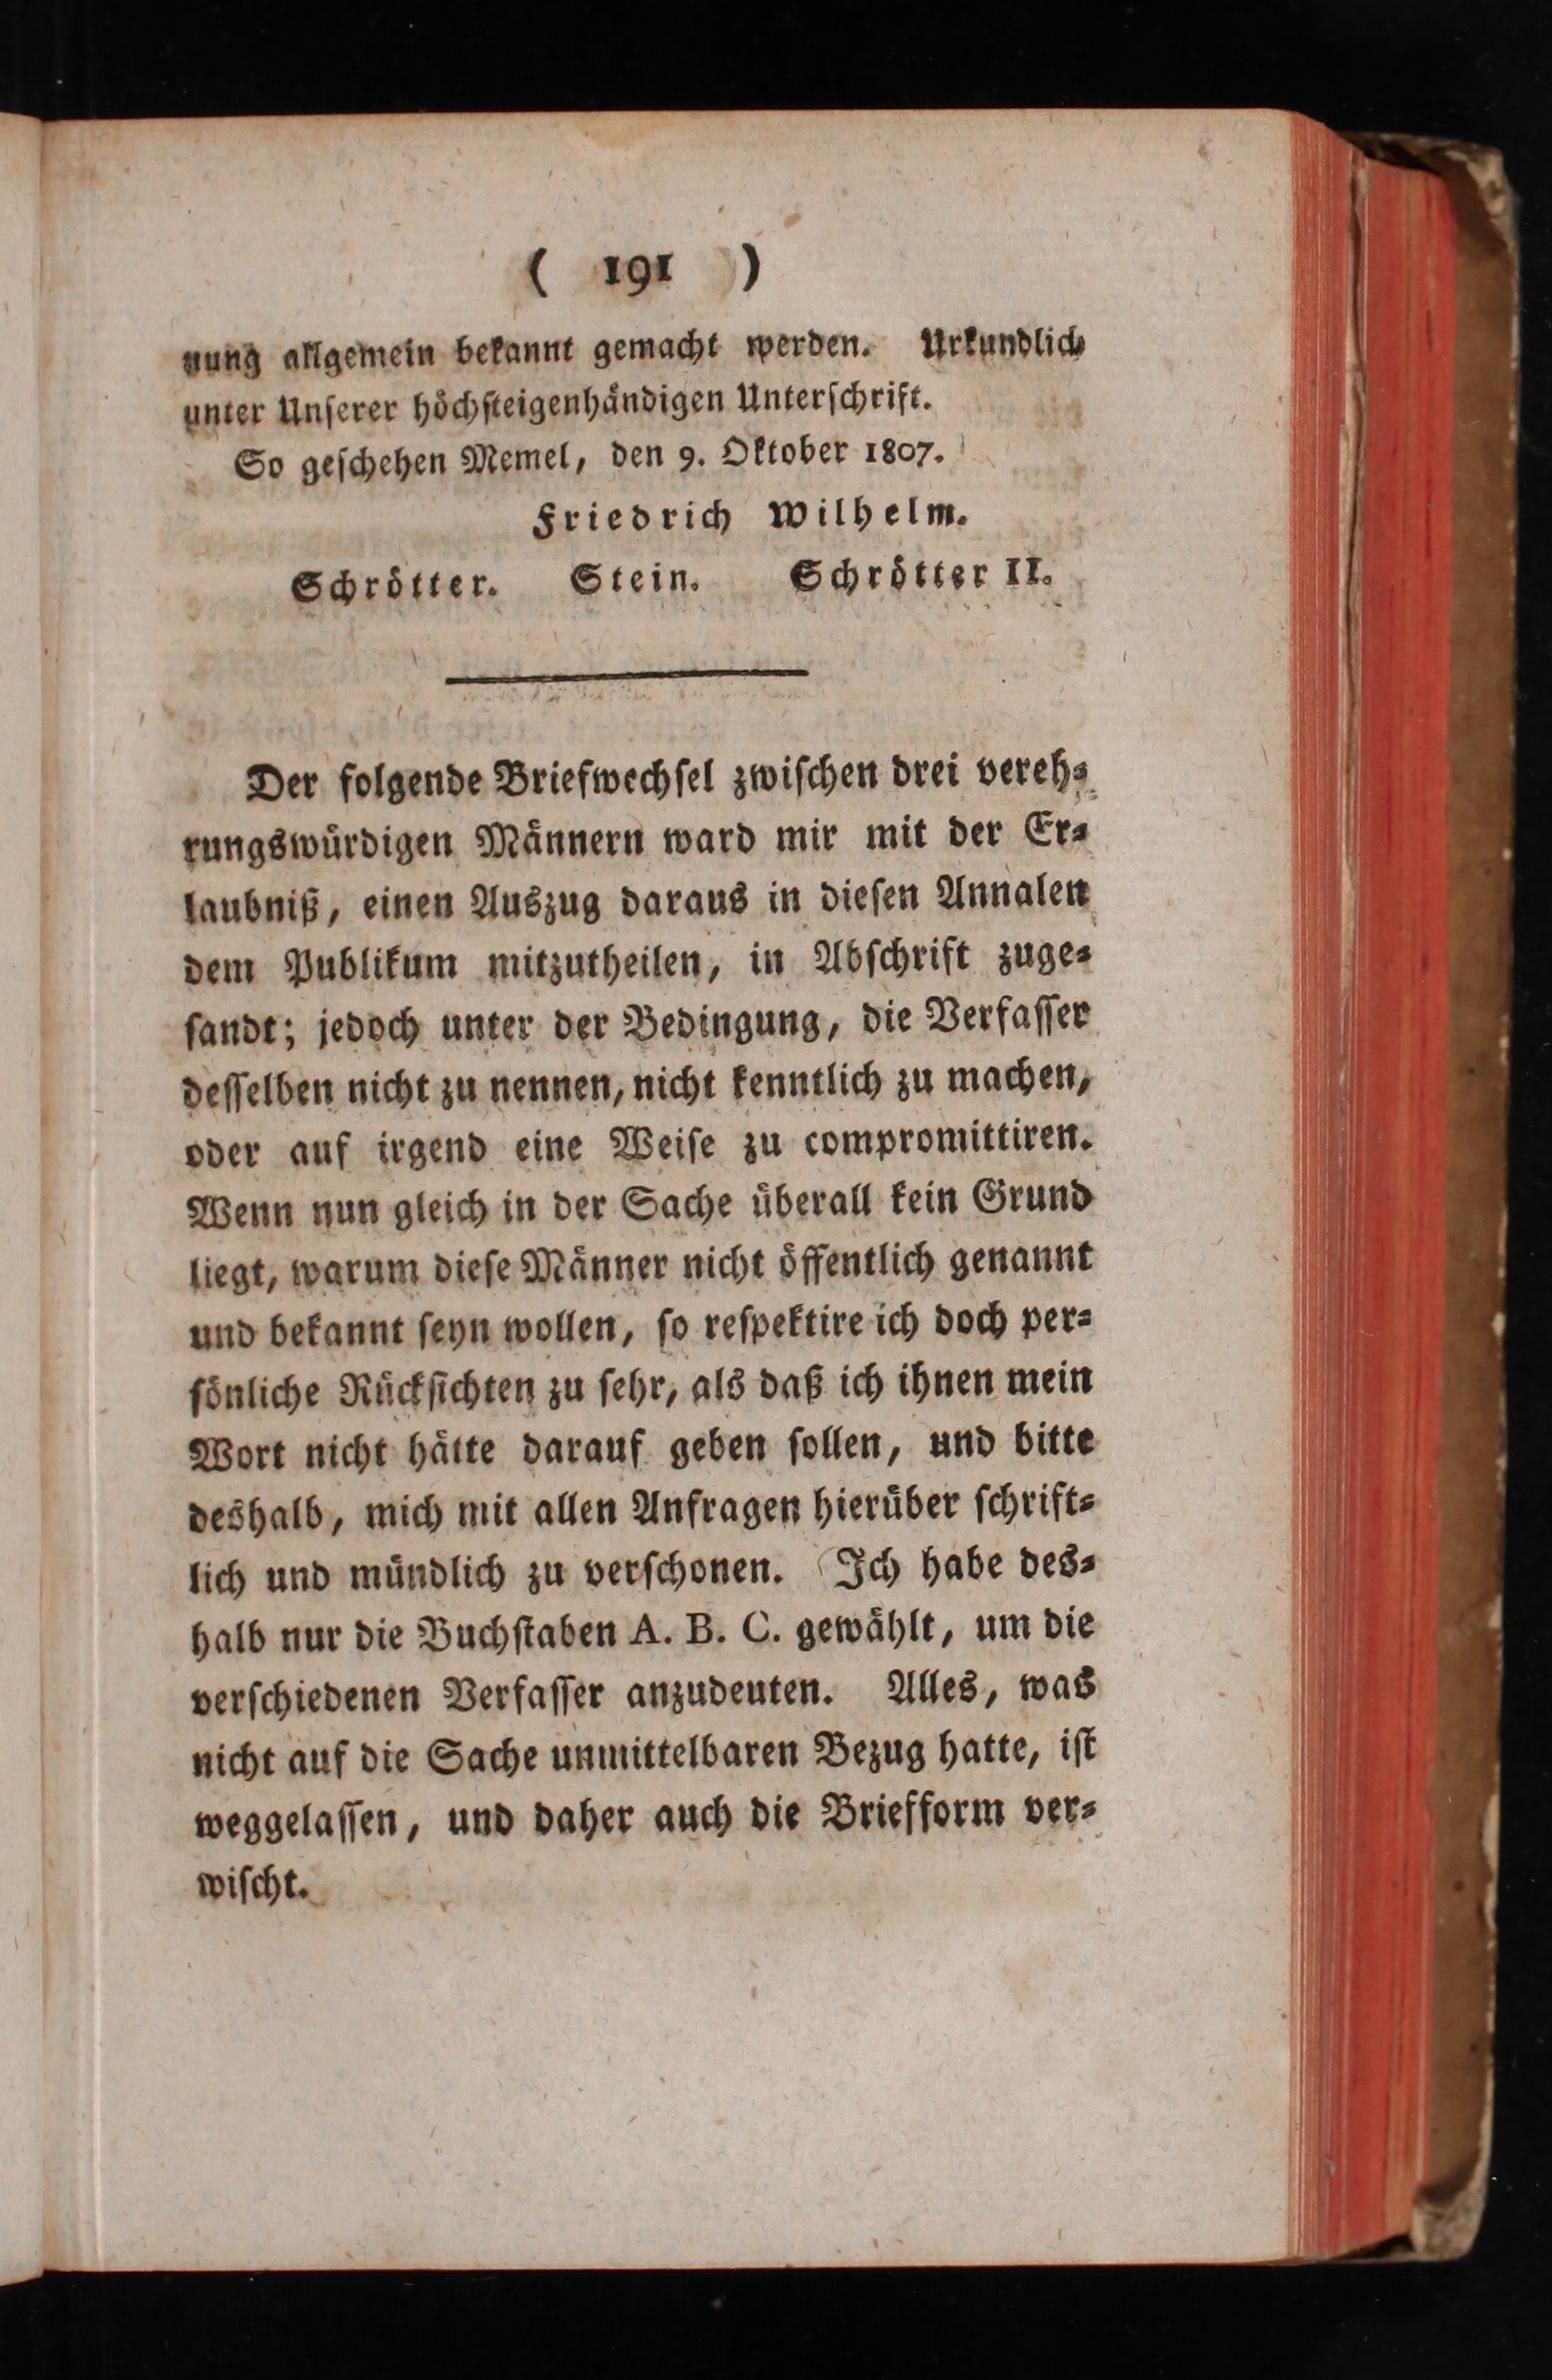 ( 191 )
nung allgemein bekannt gemacht werden. Urkundlich
unter Unserer höchsteigenhändigen Unterschrift.
So geschehen Memel, den 9. Oktober 1807.
Friedrich Wilhelm.
Schrötter. Stein. Schrötter II.
Der folgende Briefwechsel zwischen drei vereh-
rungswürdigen Männern ward mir mit der Er-
laubniß, einen Auszug daraus in diesen Annalen
dem Publikum mitzutheilen, in Abschrift zuge-
sandt; jedoch unter der Bedingung, die Verfasser
desselben nicht zu nennen, nicht kenntlich zu machen,
oder auf irgend eine Weise zu compromittiren.
Wenn nun gleich in der Sache überall kein Grund
liegt, warum diese Männer nicht öffentlich genannt
und bekannt seyn wollen, so respektire ich doch per-
sönliche Rücksichten zu sehr, als daß ich ihnen mein
Wort nicht hätte darauf geben sollen, und bitte
deshalb, mich mit allen Anfragen hierüber schrift-
lich und mündlich zu verschonen. Ich habe des-
halb nur die Buchstaben A. B. C. gewählt, um die
verschiedenen Verfasser anzudeuten. Alles, was
nicht auf die Sache unmittelbaren Bezug hatte, ist
weggelassen, und daher auch die Briefform ver-
wischt.